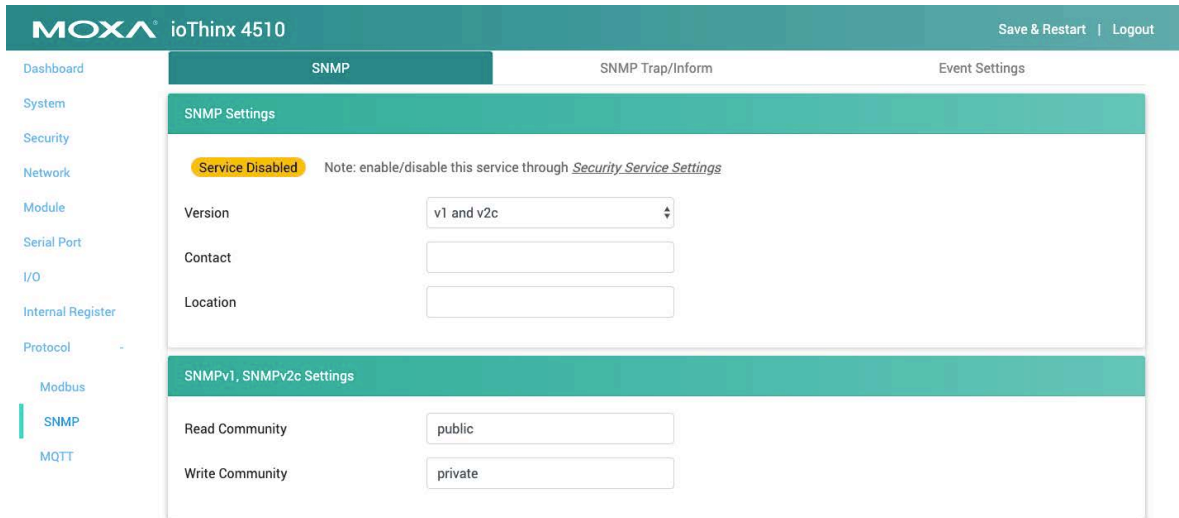 MOXA® ioThinx 4510
Save & Restart | Logout
Dashboard
System
Security
Network
Module
Serial Port
I/O
Internal Register
Protocol -
Modbus
SNMP
MQTT
SNMP SNMP Trap/Inform Event Settings
SNMP Settings
Service Disabled Note: enable/disable this service through Security Service Settings
Version v1 and v2c
Contact
Location
SNMPv1, SNMPv2c Settings
Read Community public
Write Community private